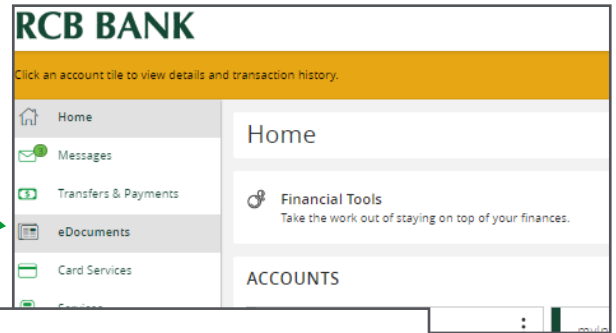 RCB BANK
Click an account tile to view details and transaction history.
Home
3
Messages
Transfers & Payments
eDocuments
Card Services
Home
Financial Tools
Take the work out of staying on top of your finances.
ACCOUNTS